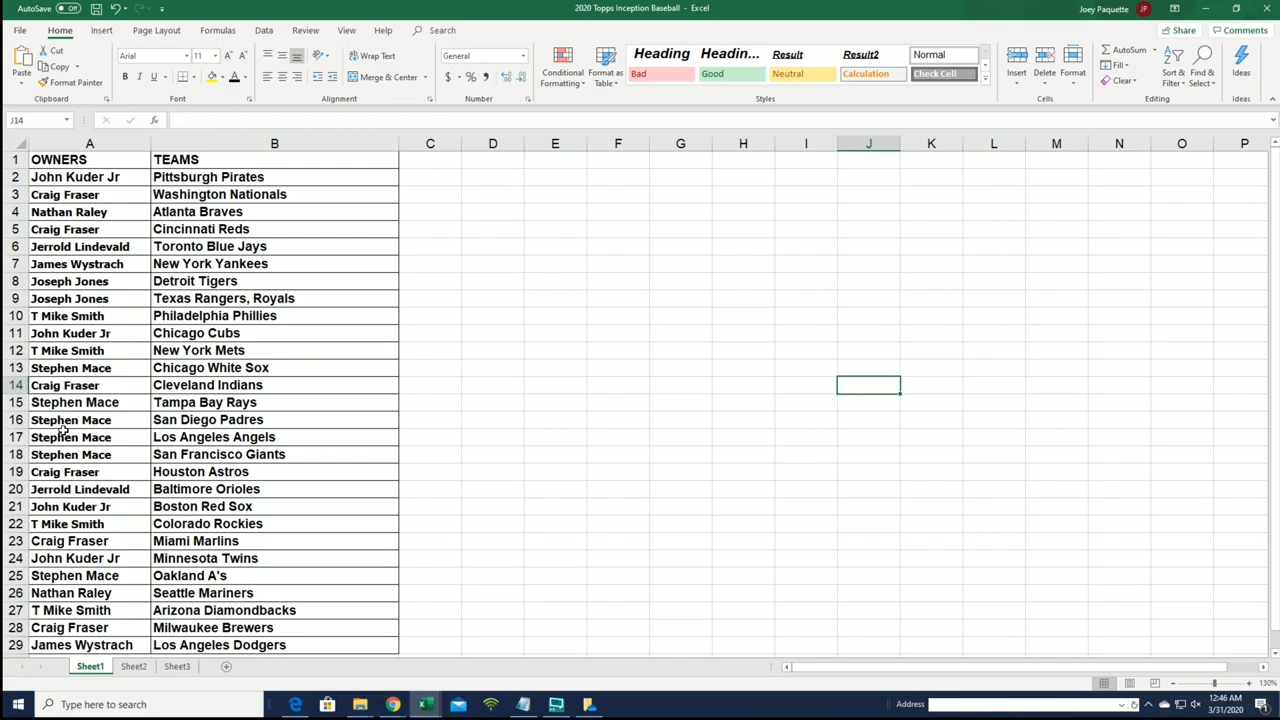 AutoSave Off 2020 Topps Inception Baseball - Excel Joey Paquette JP
File Home Insert Page Layout Formulas Data Review View Help Search Share Comments
Paste Cut Copy Format Painter Clipboard
Arial 11 A A B I U A Font
Wrap Text Merge & Center Alignment
General $ % Number
Conditional Formatting Format as Table
Heading Headin... Result Result2 Normal
Bad Good Neutral Calculation Check Cell
Styles
Insert Delete Format Cells
AutoSum Fill Clear Sort & Filter Find & Select Editing
Ideas Ideas
J14 fx
A B C D E F G H I J K L M N O P
1 OWNERS TEAMS
2 John Kuder Jr Pittsburgh Pirates
3 Craig Fraser Washington Nationals
4 Nathan Raley Atlanta Braves
5 Craig Fraser Cincinnati Reds
6 Jerrold Lindevald Toronto Blue Jays
7 James Wystrach New York Yankees
8 Joseph Jones Detroit Tigers
9 Joseph Jones Texas Rangers, Royals
10 T Mike Smith Philadelphia Phillies
11 John Kuder Jr Chicago Cubs
12 T Mike Smith New York Mets
13 Stephen Mace Chicago White Sox
14 Craig Fraser Cleveland Indians
15 Stephen Mace Tampa Bay Rays
16 Stephen Mace San Diego Padres
17 Stephen Mace Los Angeles Angels
18 Stephen Mace San Francisco Giants
19 Craig Fraser Houston Astros
20 Jerrold Lindevald Baltimore Orioles
21 John Kuder Jr Boston Red Sox
22 T Mike Smith Colorado Rockies
23 Craig Fraser Miami Marlins
24 John Kuder Jr Minnesota Twins
25 Stephen Mace Oakland A's
26 Nathan Raley Seattle Mariners
27 T Mike Smith Arizona Diamondbacks
28 Craig Fraser Milwaukee Brewers
29 James Wystrach Los Angeles Dodgers
Sheet1 Sheet2 Sheet3
130%
Type here to search Address 12:46 AM
3/31/2020